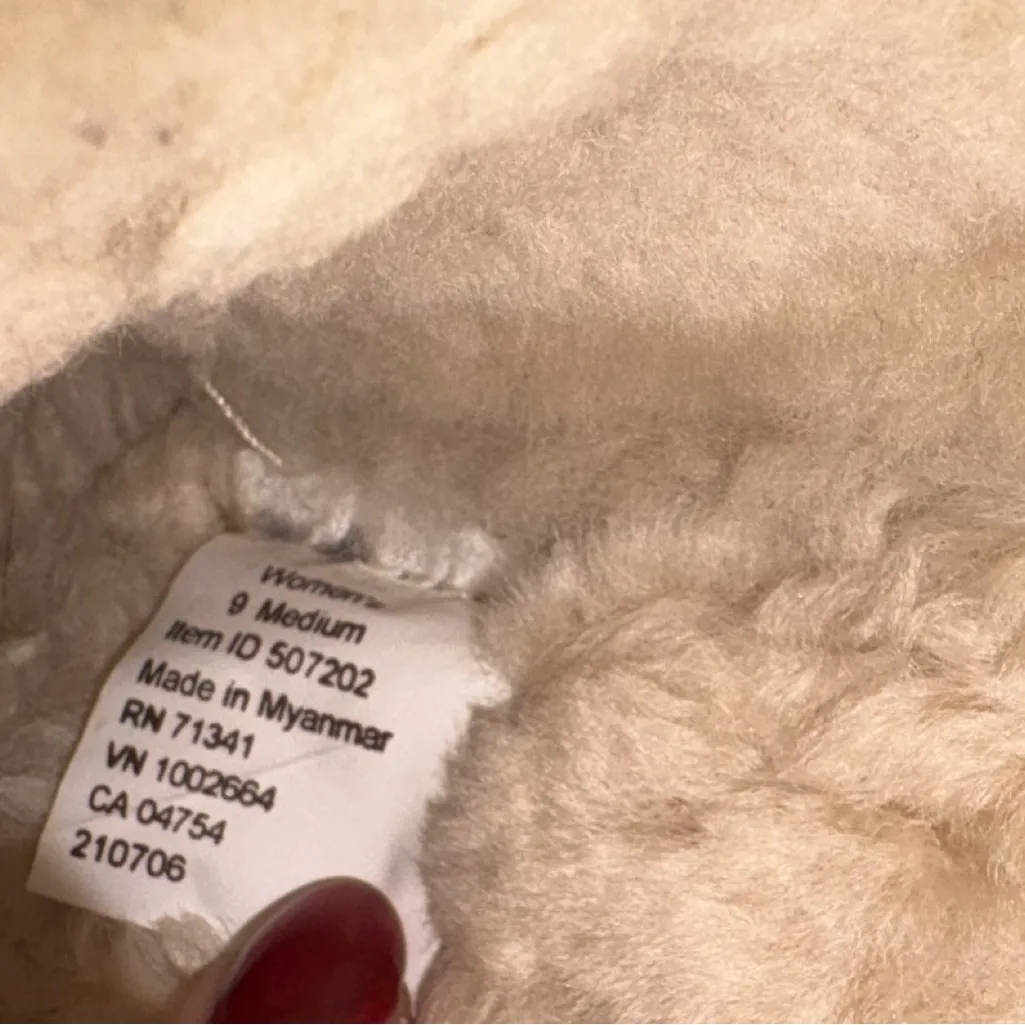 Women's
9 Medium
Item ID 507202
Made in Myanmar
RN 71341
VN 1002664
CA 04754
210706